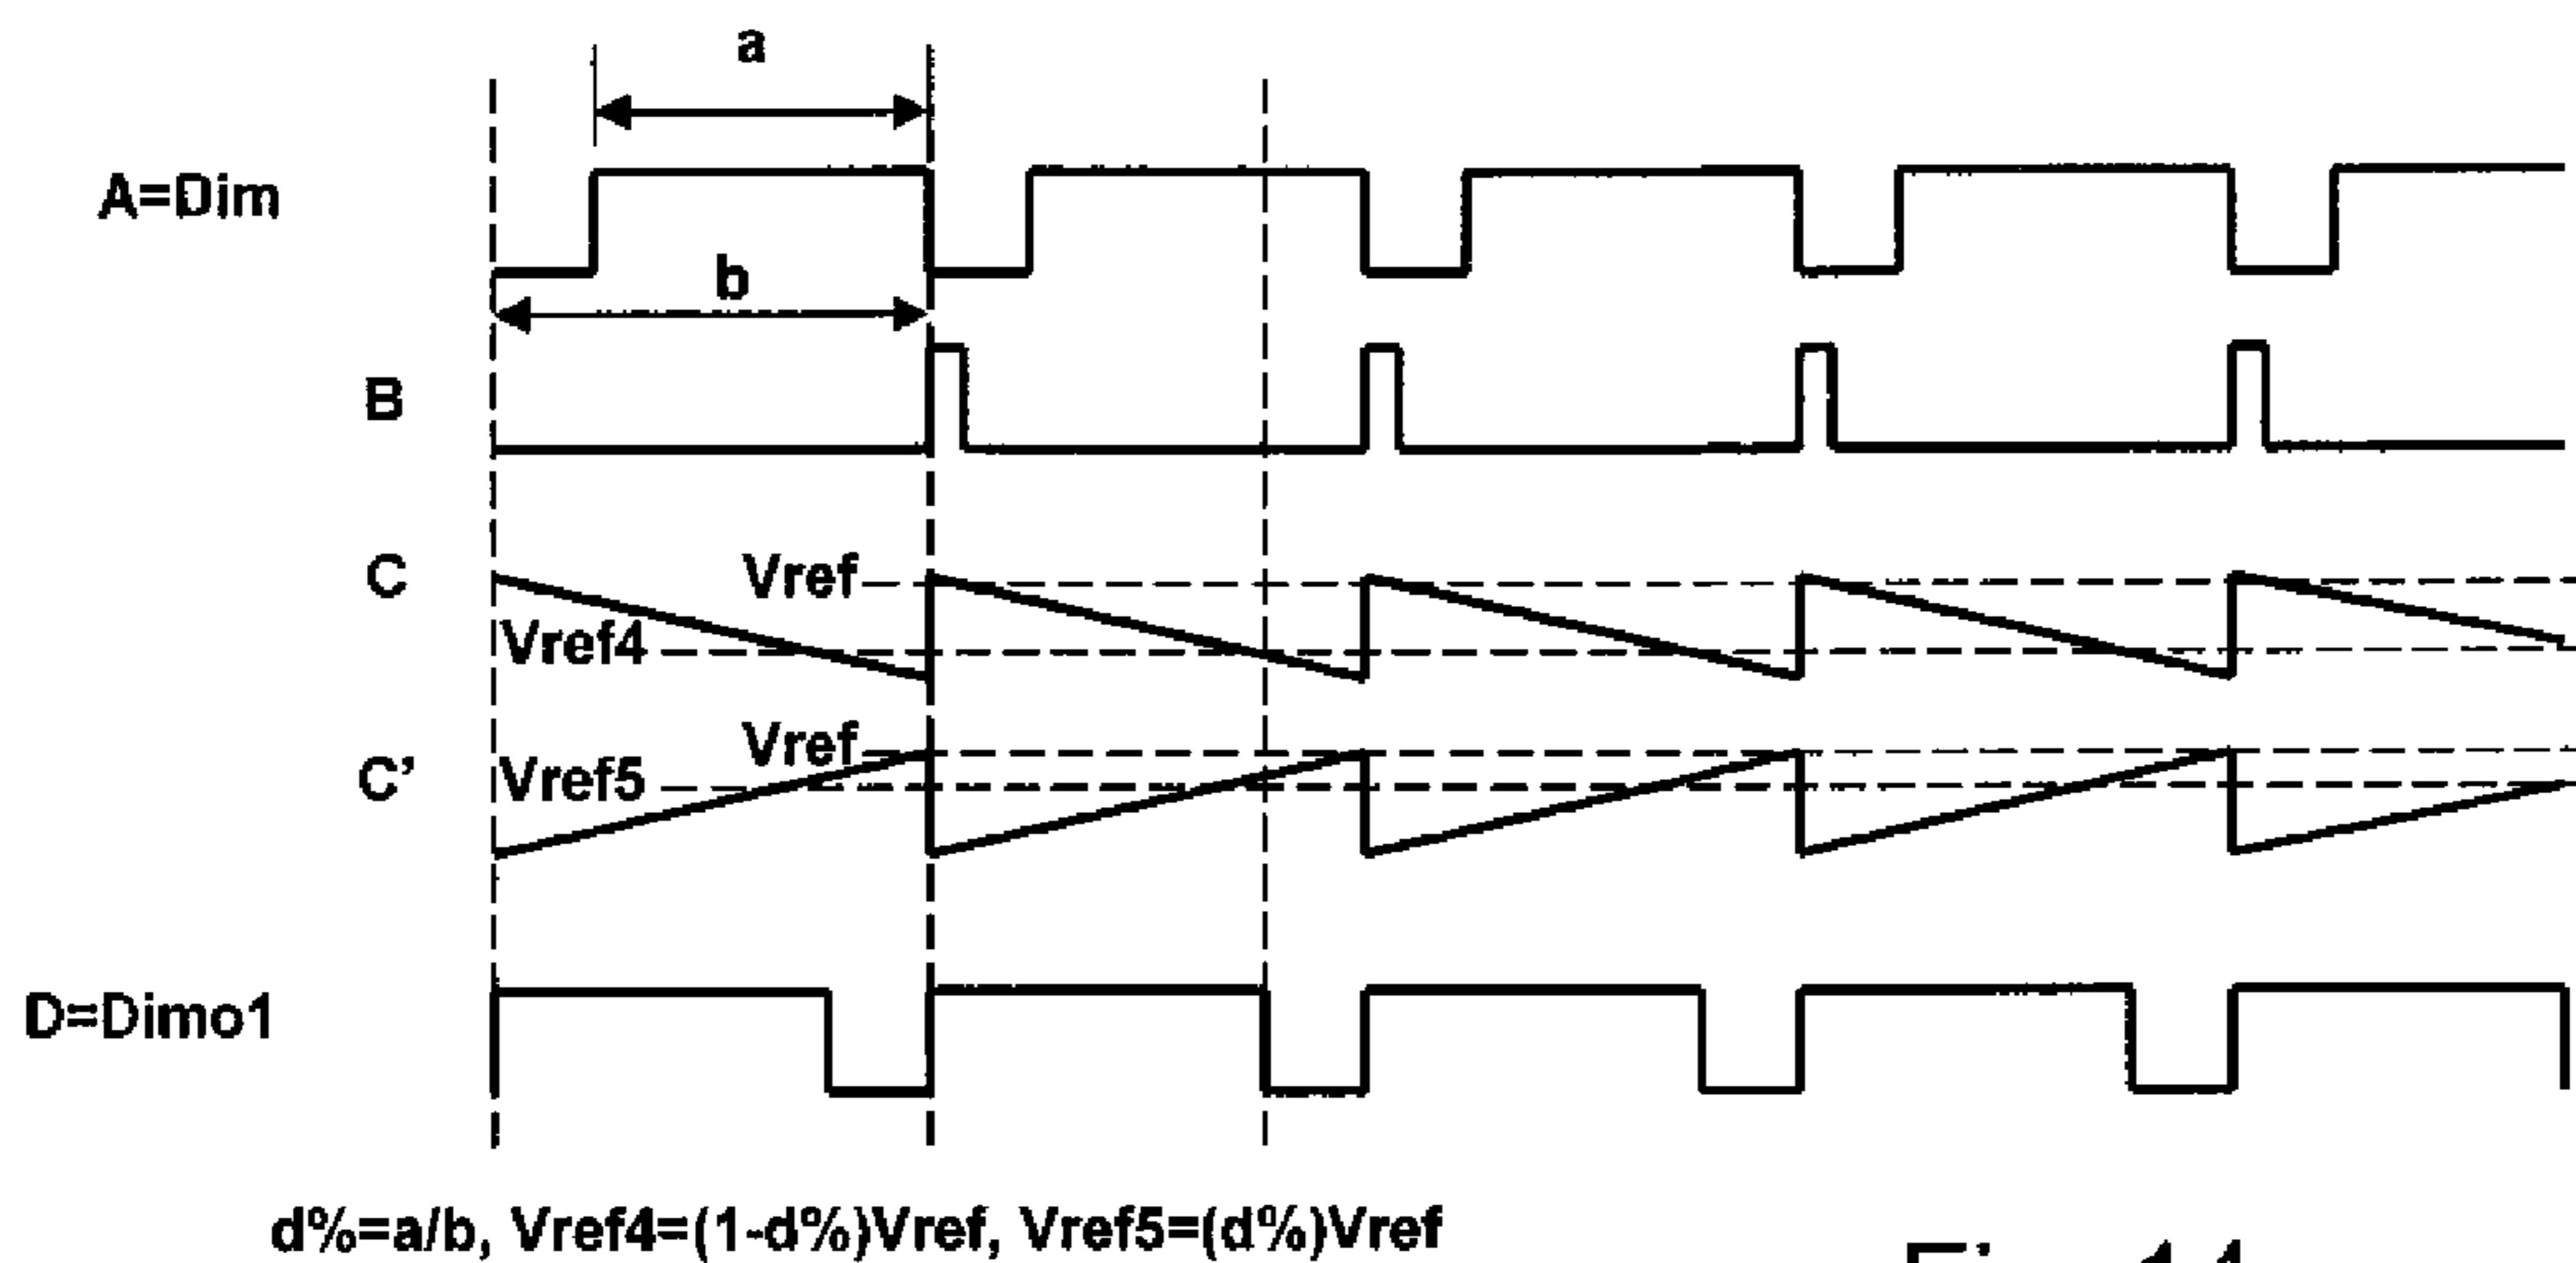 a
A=Dim
b
B
C
Vref
Vref4
Vref
C’
Vref5
D=Dimo1
d%=a/b, Vref4=(1-d%)Vref, Vref5=(d%)Vref